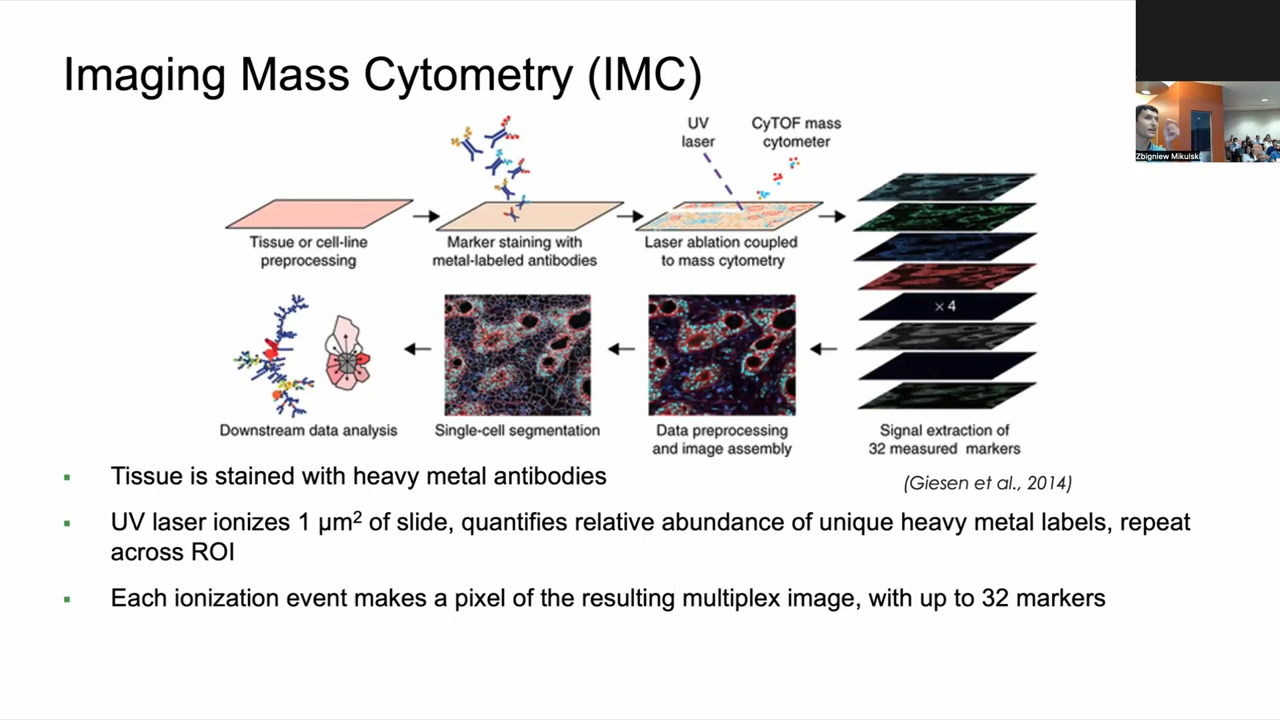 Imaging Mass Cytometry (IMC)
UV
laser
CyTOF mass
cytometer
Tissue or cell-line
preprocessing
Marker staining with
metal-labeled antibodies
Laser ablation coupled
to mass cytometry
× 4
Downstream data analysis
Single-cell segmentation
Data preprocessing
and image assembly
Signal extraction of
32 measured markers
(Giesen et al., 2014)
▪ Tissue is stained with heavy metal antibodies
▪ UV laser ionizes 1 μm² of slide, quantifies relative abundance of unique heavy metal labels, repeat
across ROI
▪ Each ionization event makes a pixel of the resulting multiplex image, with up to 32 markers
Zbigniew Mikulski